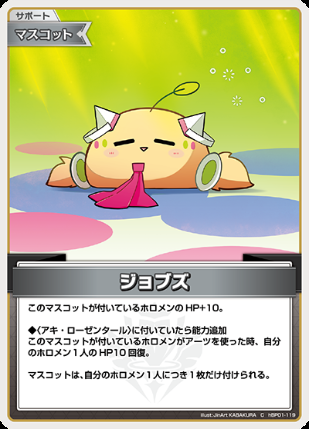 サポート
マスコット
ジョブズ
このマスコットが付いているホロメンのHP+10。
◆〈アキ・ローゼンタール〉に付いていたら能力追加
このマスコットが付いているホロメンがアーツを使った時、自分
のホロメン1人のHP10回復。
マスコットは、自分のホロメン1人につき1枚だけ付けられる。
Illust:JinArt KABAKURA C hBP01-119